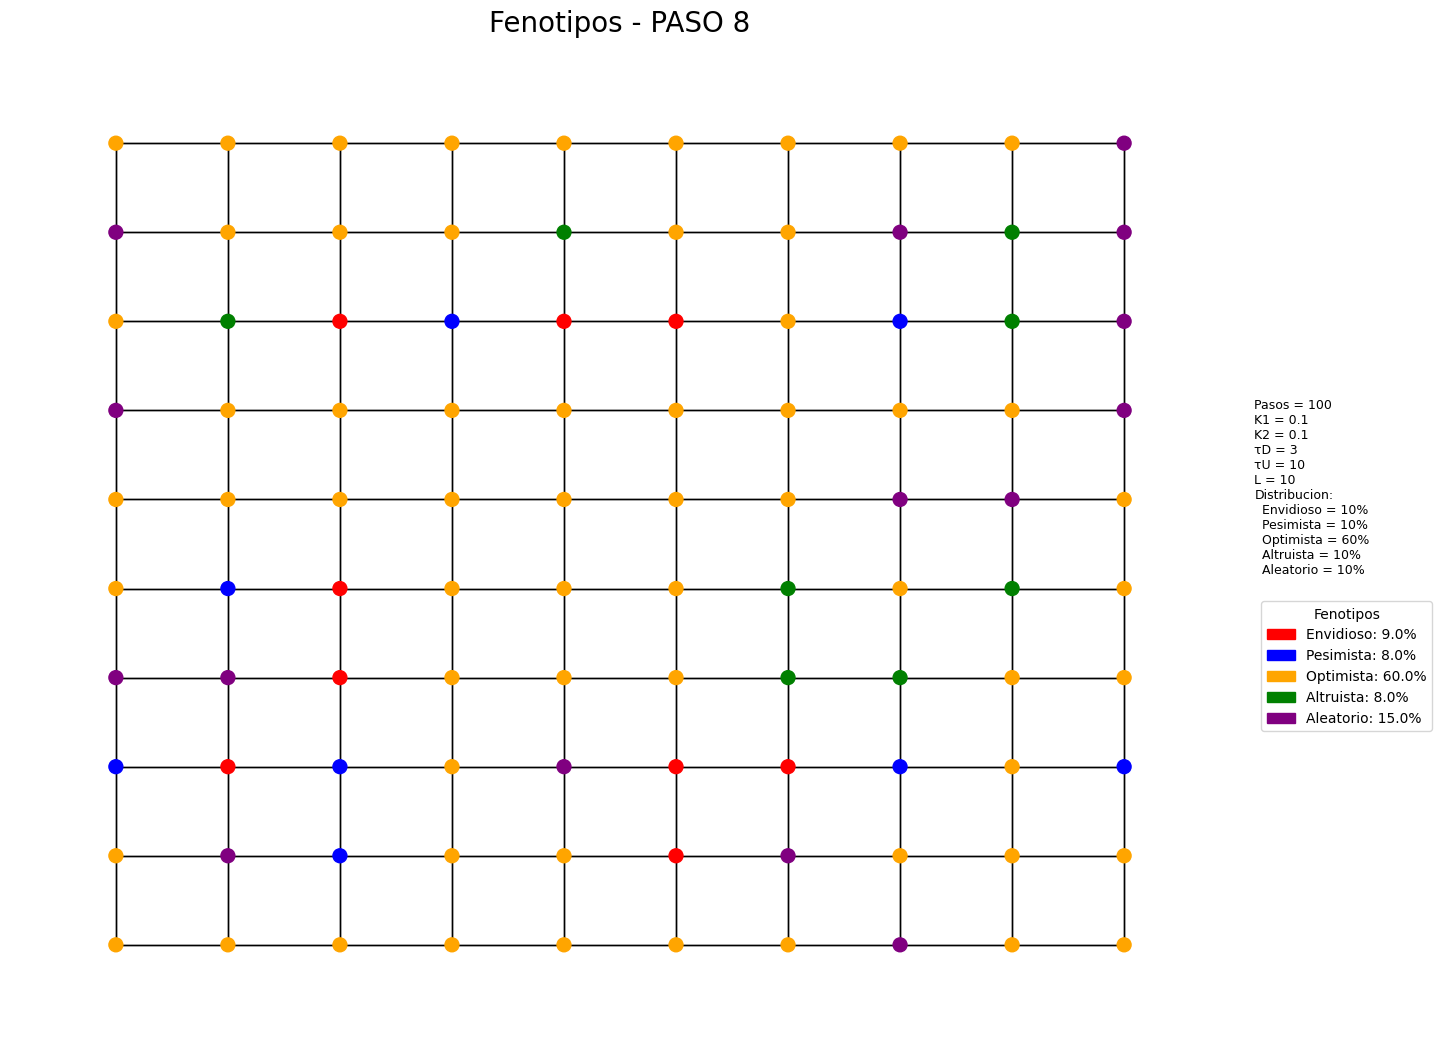 Fenotipos - PASO 8
Pasos = 100
K1 = 0.1
K2 = 0.1
τD = 3
τU = 10
L = 10
Distribucion:
Envidioso = 10%
Pesimista = 10%
Optimista = 60%
Altruista = 10%
Aleatorio = 10%
Fenotipos
Envidioso: 9.0%
Pesimista: 8.0%
Optimista: 60.0%
Altruista: 8.0%
Aleatorio: 15.0%